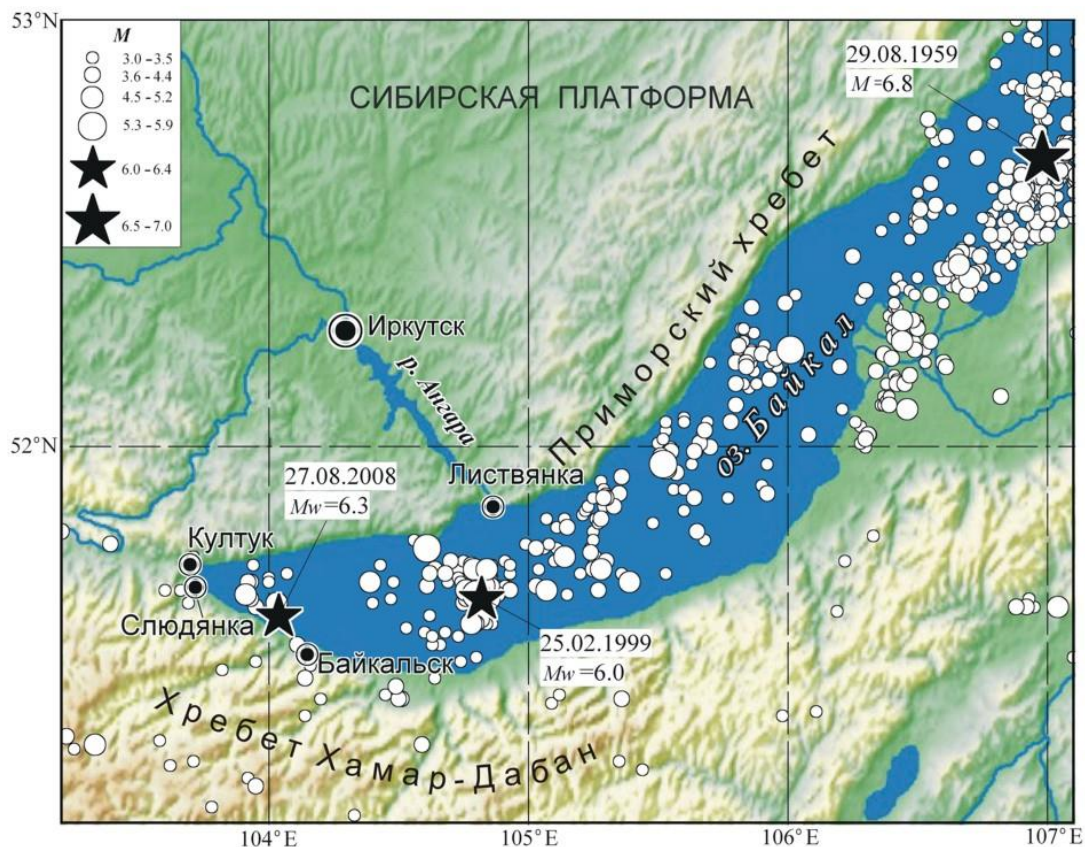 53°N
M
3.0 – 3.5
3.6 – 4.4
4.5 – 5.2
5.3 – 5.9
6.0 – 6.4
6.5 – 7.0
29.08.1959
M=6.8
СИБИРСКАЯ ПЛАТФОРМА
Приморский хребет
Иркутск
р. Ангара
оз. Байкал
52°N
Листвянка
27.08.2008
Mw=6.3
Култук
Слюдянка
Байкальск
25.02.1999
Mw=6.0
Хребет Хамар-Дабан
104°E
105°E
106°E
107°E